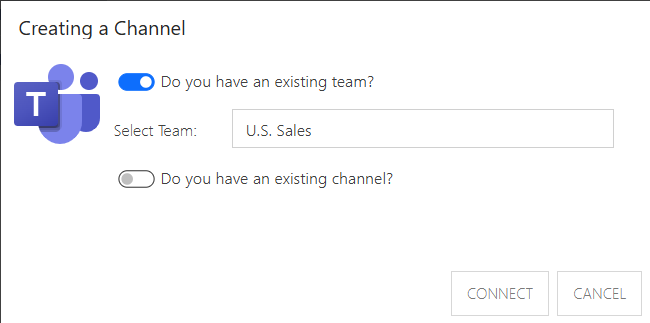 Creating a Channel
T
Do you have an existing team?
Select Team: U.S. Sales
Do you have an existing channel?
CONNECT CANCEL